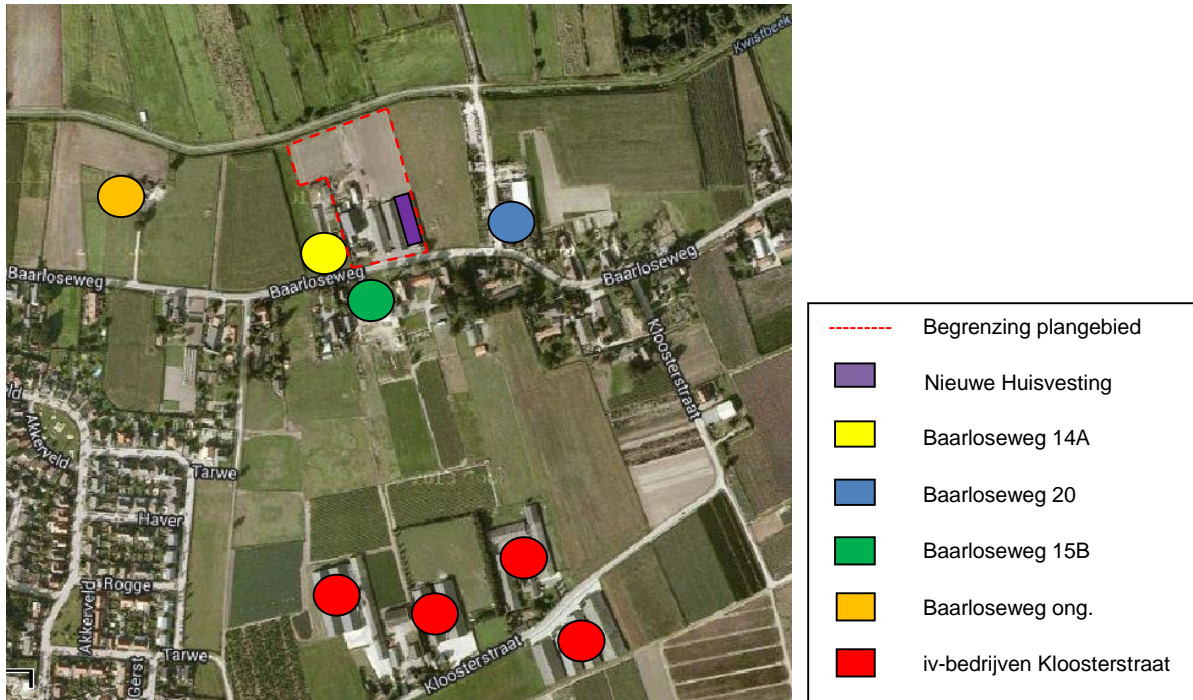 Kwistbeek
Baarloseweg
Baarloseweg
Baarloseweg
Kloosterstraat
Akkerveld
Tarwe
Haver
Rogge
Akkerveld
Tarwe
Gerst
Kloosterstraat
Begrenzing plangebied
Nieuwe Huisvesting
Baarloseweg 14A
Baarloseweg 20
Baarloseweg 15B
Baarloseweg ong.
iv-bedrijven Kloosterstraat